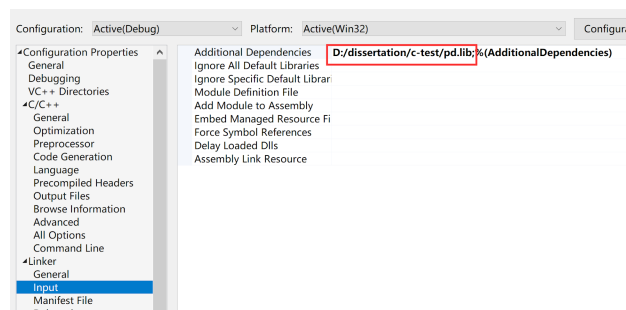 Configuration: Active(Debug) Platform: Active(Win32) Configura
Configuration Properties
General
Debugging
VC++ Directories
C/C++
General
Optimization
Preprocessor
Code Generation
Language
Precompiled Headers
Output Files
Browse Information
Advanced
All Options
Command Line
Linker
General
Input
Manifest File
Additional Dependencies D:/dissertation/c-test/pd.lib;%(AdditionalDependencies)
Ignore All Default Libraries
Ignore Specific Default Librari
Module Definition File
Add Module to Assembly
Embed Managed Resource Fi
Force Symbol References
Delay Loaded Dlls
Assembly Link Resource